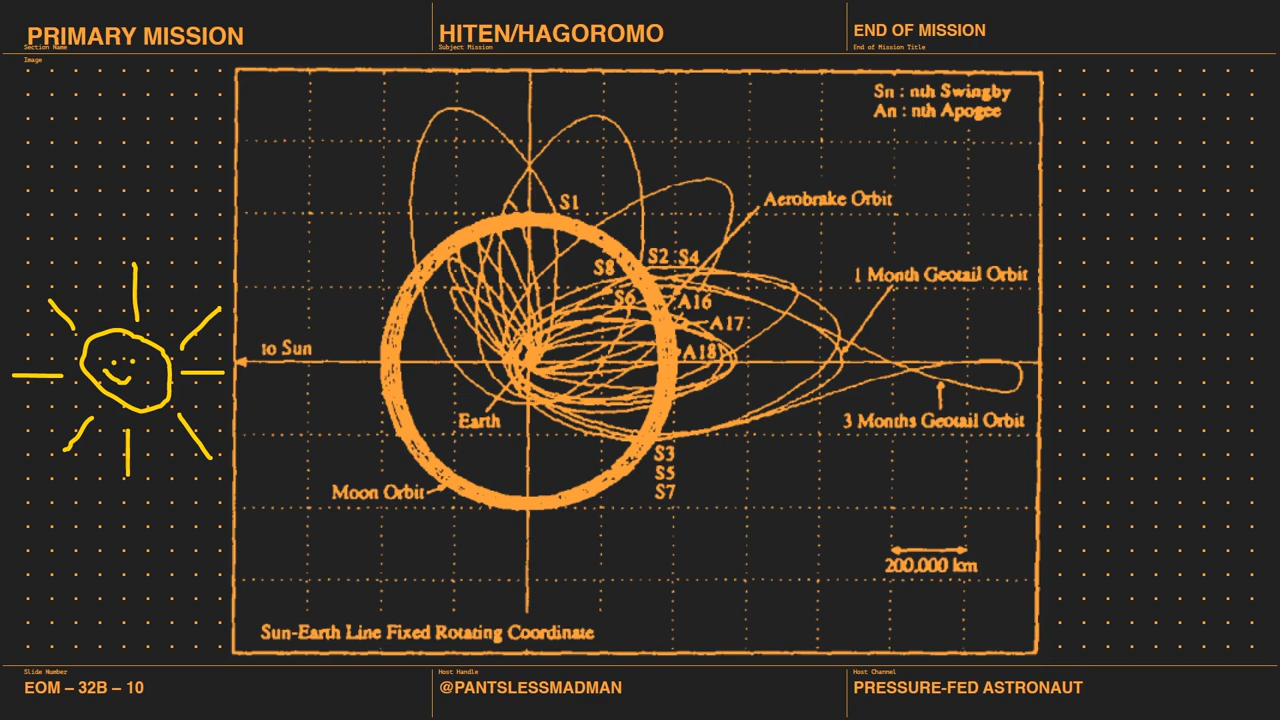 PRIMARY MISSION
Section Name
HITEN/HAGOROMO
Subject Mission
END OF MISSION
End of Mission Title
Image
Sn : nth Swingby
An : nth Apogee
S1
Aerobrake Orbit
S2 S4
S8
1 Month Geotail Orbit
S6
A16
A17
A18
to Sun
Earth
3 Months Geotail Orbit
S3
S5
S7
Moon Orbit
200,000 km
Sun-Earth Line Fixed Rotating Coordinate
Slide Number
EOM – 32B – 10
Host Handle
@PANTSLESSMADMAN
Host Channel
PRESSURE-FED ASTRONAUT